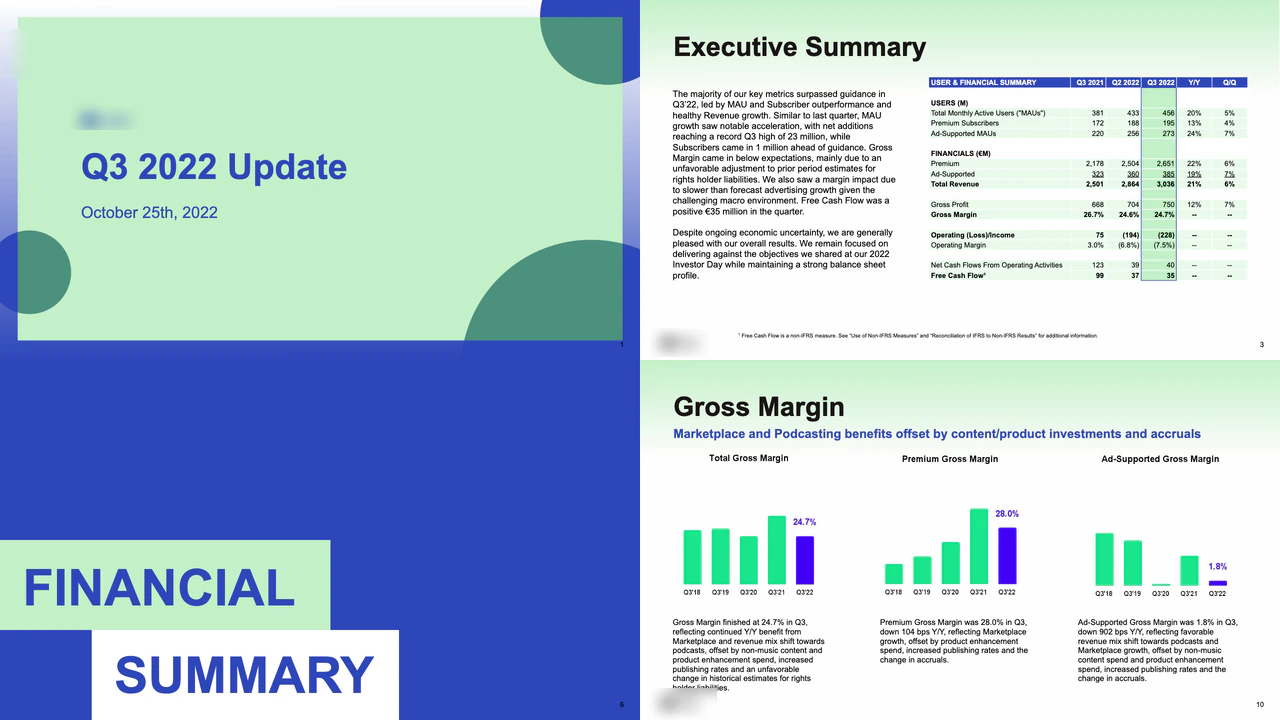 Q3 2022 Update
October 25th, 2022
1
Executive Summary
The majority of our key metrics surpassed guidance in
Q3'22, led by MAU and Subscriber outperformance and
healthy Revenue growth. Similar to last quarter, MAU
growth saw notable acceleration, with net additions
reaching a record Q3 high of 23 million, while
Subscribers came in 1 million ahead of guidance. Gross
Margin came in below expectations, mainly due to an
unfavorable adjustment to prior period estimates for
rights holder liabilities. We also saw a margin impact due
to slower than forecast advertising growth given the
challenging macro environment. Free Cash Flow was a
positive €35 million in the quarter.
Despite ongoing economic uncertainty, we are generally
pleased with our overall results. We remain focused on
delivering against the objectives we shared at our 2022
Investor Day while maintaining a strong balance sheet
profile.
USER & FINANCIAL SUMMARY Q3 2021 Q2 2022 Q3 2022 Y/Y Q/Q
USERS (M)
Total Monthly Active Users ("MAUs") 381 433 456 20% 5%
Premium Subscribers 172 188 195 13% 4%
Ad-Supported MAUs 220 256 273 24% 7%
FINANCIALS (€M)
Premium 2,178 2,504 2,651 22% 6%
Ad-Supported 323 360 385 19% 7%
Total Revenue 2,501 2,864 3,036 21% 6%
Gross Profit 668 704 750 12% 7%
Gross Margin 26.7% 24.6% 24.7% -- --
Operating (Loss)/Income 75 (194) (228) -- --
Operating Margin 3.0% (6.8%) (7.5%) -- --
Net Cash Flows From Operating Activities 123 39 40 -- --
Free Cash Flow¹ 99 37 35 -- --
¹ Free Cash Flow is a non-IFRS measure. See "Use of Non-IFRS Measures" and "Reconciliation of IFRS to Non-IFRS Results" for additional information.
3
FINANCIAL
SUMMARY
6
Gross Margin
Marketplace and Podcasting benefits offset by content/product investments and accruals
Total Gross Margin
24.7%
Q3'18 Q3'19 Q3'20 Q3'21 Q3'22
Gross Margin finished at 24.7% in Q3,
reflecting continued Y/Y benefit from
Marketplace and revenue mix shift towards
podcasts, offset by non-music content and
product enhancement spend, increased
publishing rates and an unfavorable
change in historical estimates for rights
holder liabilities.
Premium Gross Margin
28.0%
Q3'18 Q3'19 Q3'20 Q3'21 Q3'22
Premium Gross Margin was 28.0% in Q3,
down 104 bps Y/Y, reflecting Marketplace
growth, offset by product enhancement
spend, increased publishing rates and the
change in accruals.
Ad-Supported Gross Margin
1.8%
Q3'18 Q3'19 Q3'20 Q3'21 Q3'22
Ad-Supported Gross Margin was 1.8% in Q3,
down 902 bps Y/Y, reflecting favorable
revenue mix shift towards podcasts and
Marketplace growth, offset by non-music
content spend and product enhancement
spend, increased publishing rates and the
change in accruals.
10